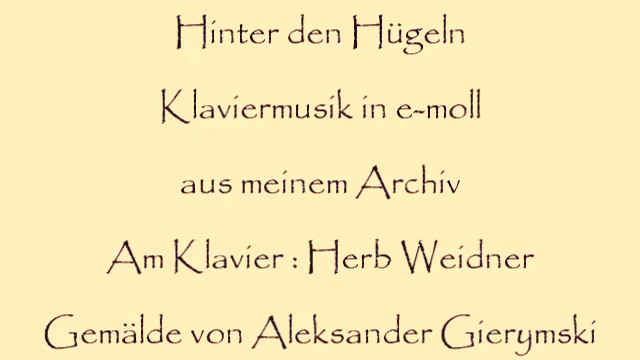 Hinter den Hügeln
Klaviermusik in e-moll
aus meinem Archiv
Am Klavier : Herb Weidner
Gemälde von Aleksander Gierymski